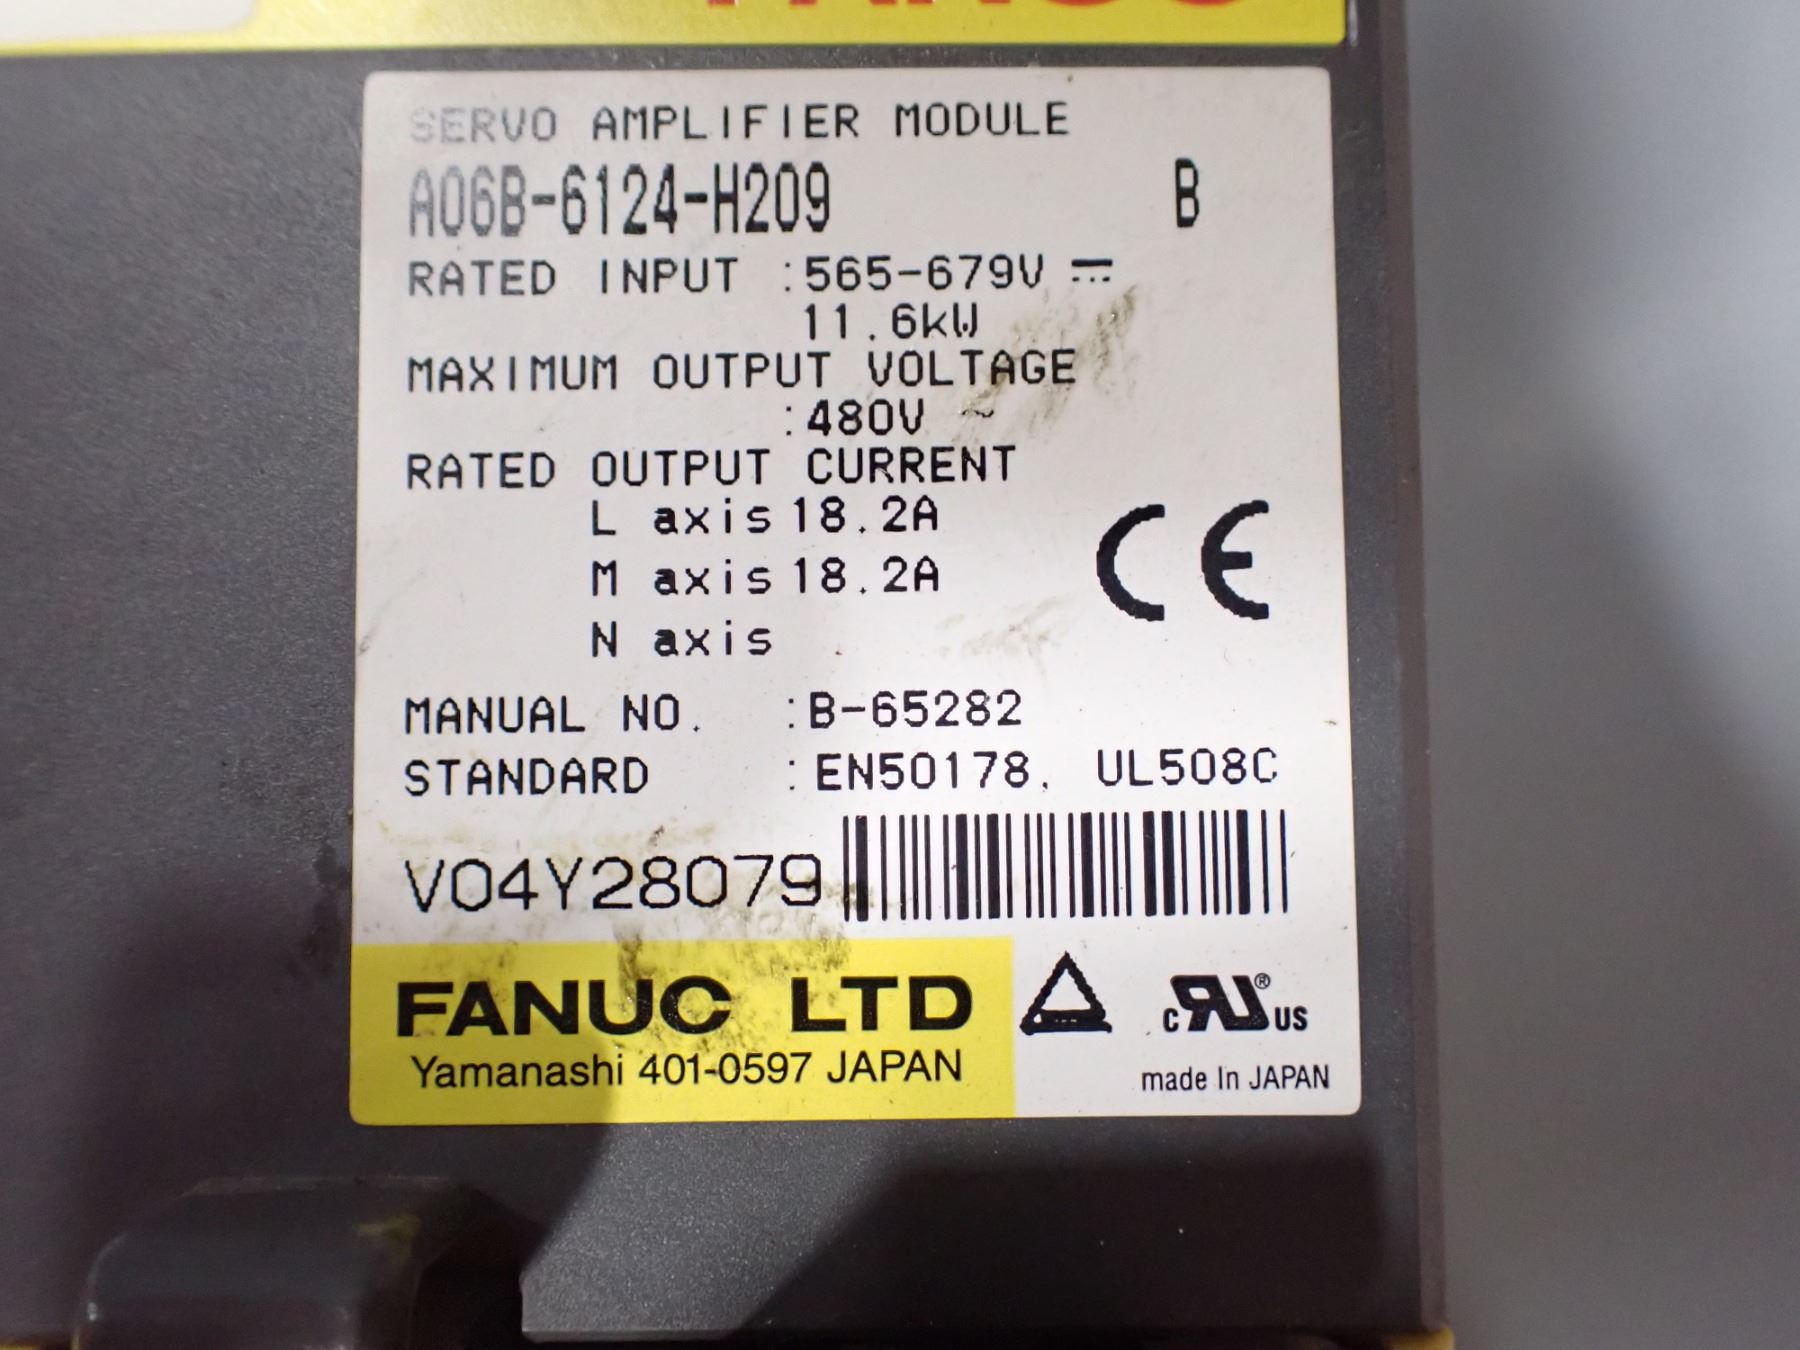 SERVO AMPLIFIER MODULE
A06B-6124-H209 B
RATED INPUT :565-679V ⎓
11.6kW
MAXIMUM OUTPUT VOLTAGE
:480V ~
RATED OUTPUT CURRENT
L axis 18.2A
M axis 18.2A
N axis
CE
MANUAL NO. :B-65282
STANDARD :EN50178, UL508C
V04Y28079
FANUC LTD
Yamanashi 401-0597 JAPAN
c RU ® US
made In JAPAN